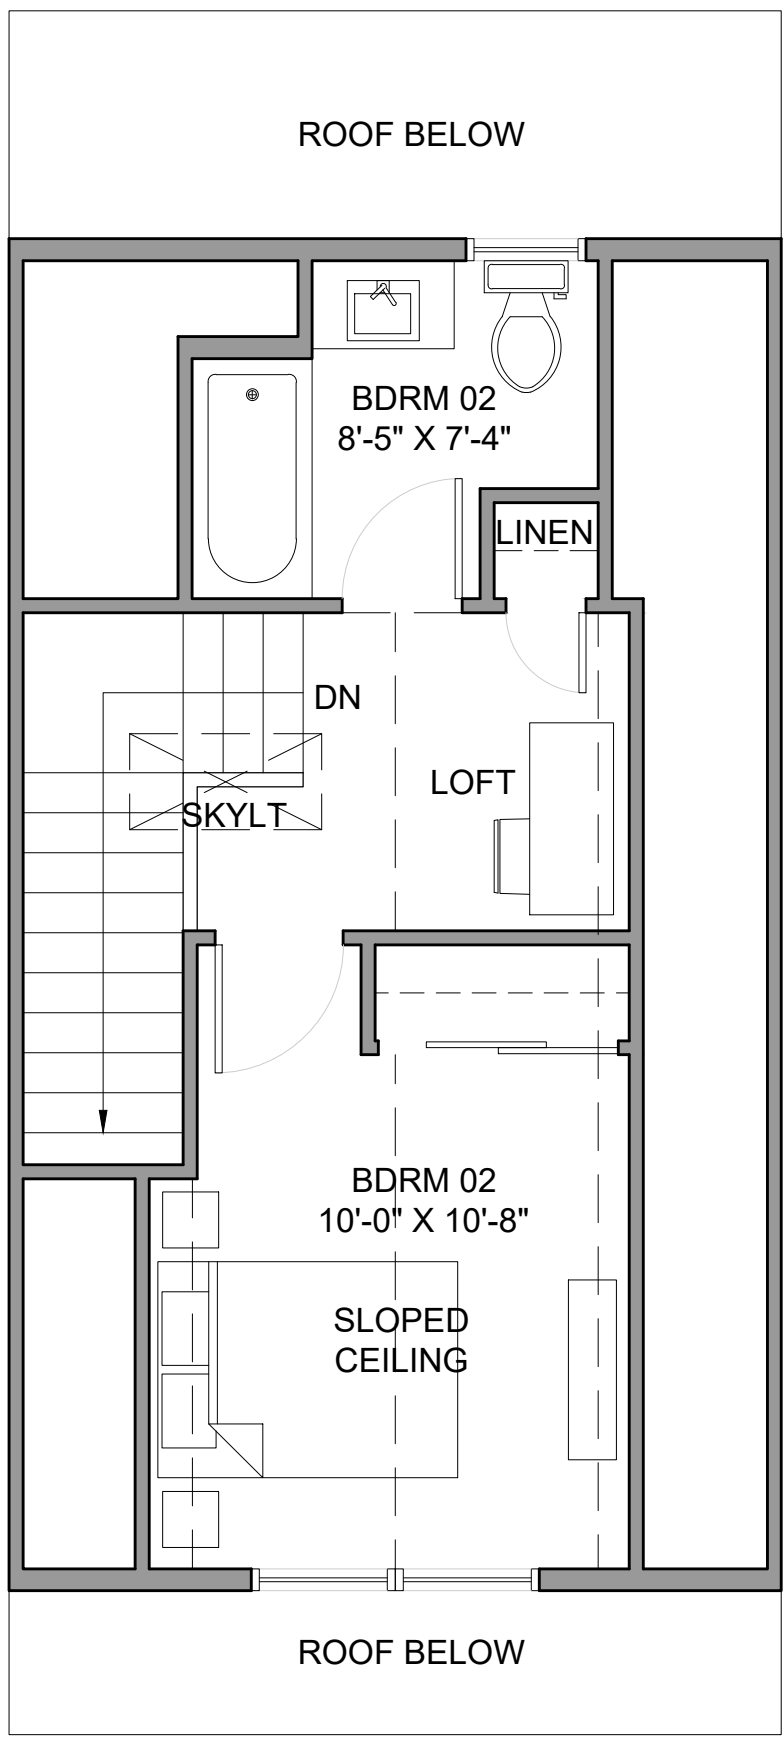 ROOF BELOW
BDRM 02
8'-5" X 7'-4"
LINEN
DN
LOFT
SKYLT
BDRM 02
10'-0" X 10'-8"
SLOPED
CEILING
ROOF BELOW